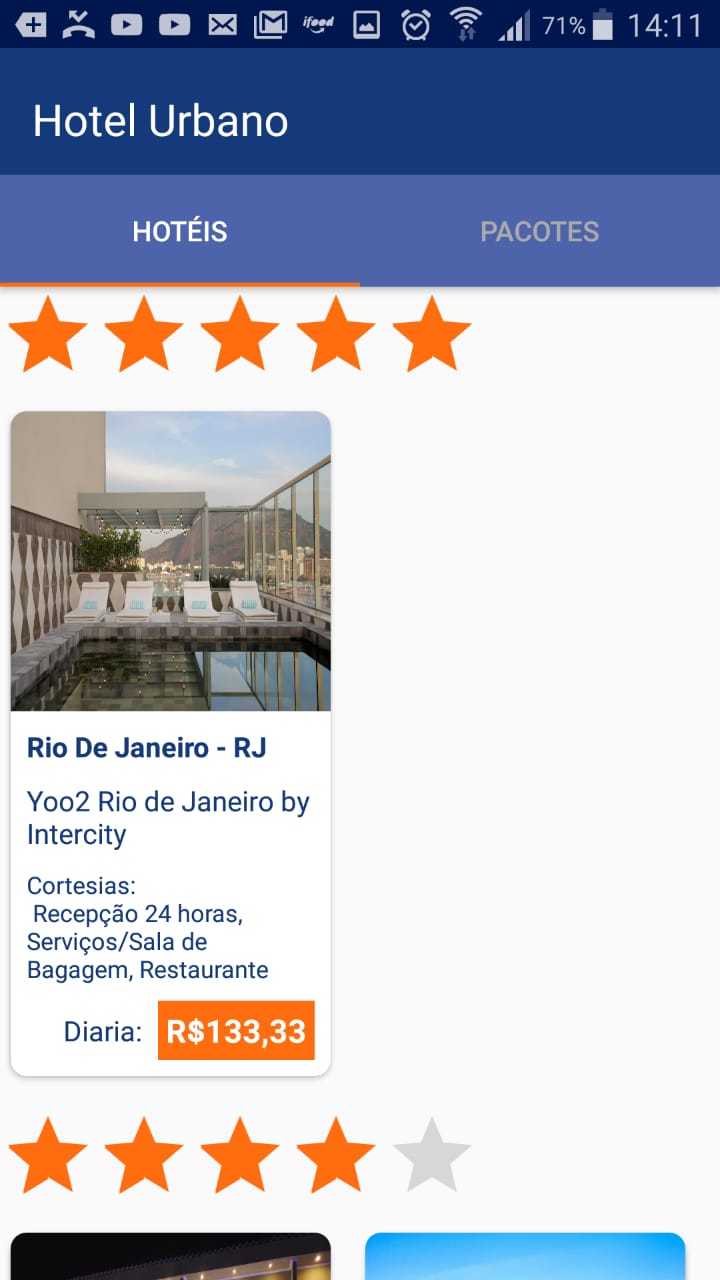 ifood 71% 14:11
Hotel Urbano
HOTÉIS PACOTES
Rio De Janeiro - RJ
Yoo2 Rio de Janeiro by
Intercity
Cortesias:
Recepção 24 horas,
Serviços/Sala de
Bagagem, Restaurante
Diaria: R$133,33